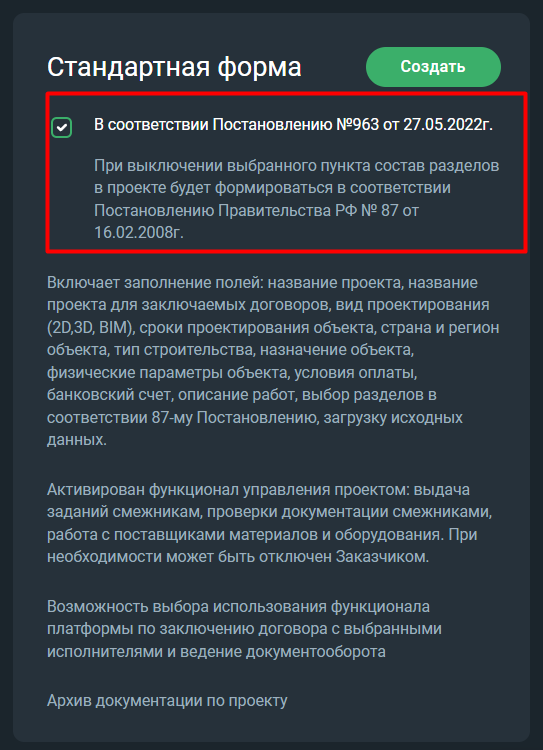 Стандартная форма
Создать
В соответствии Постановлению №963 от 27.05.2022г.
При выключении выбранного пункта состав разделов
в проекте будет формироваться в соответствии
Постановлению Правительства РФ № 87 от
16.02.2008г.
Включает заполнение полей: название проекта, название
проекта для заключаемых договоров, вид проектирования
(2D,3D, BIM), сроки проектирования объекта, страна и регион
объекта, тип строительства, назначение объекта,
физические параметры объекта, условия оплаты,
банковский счет, описание работ, выбор разделов в
соответствии 87-му Постановлению, загрузку исходных
данных.
Активирован функционал управления проектом: выдача
заданий смежникам, проверки документации смежниками,
работа с поставщиками материалов и оборудования. При
необходимости может быть отключен Заказчиком.
Возможность выбора использования функционала
платформы по заключению договора с выбранными
исполнителями и ведение документооборота
Архив документации по проекту